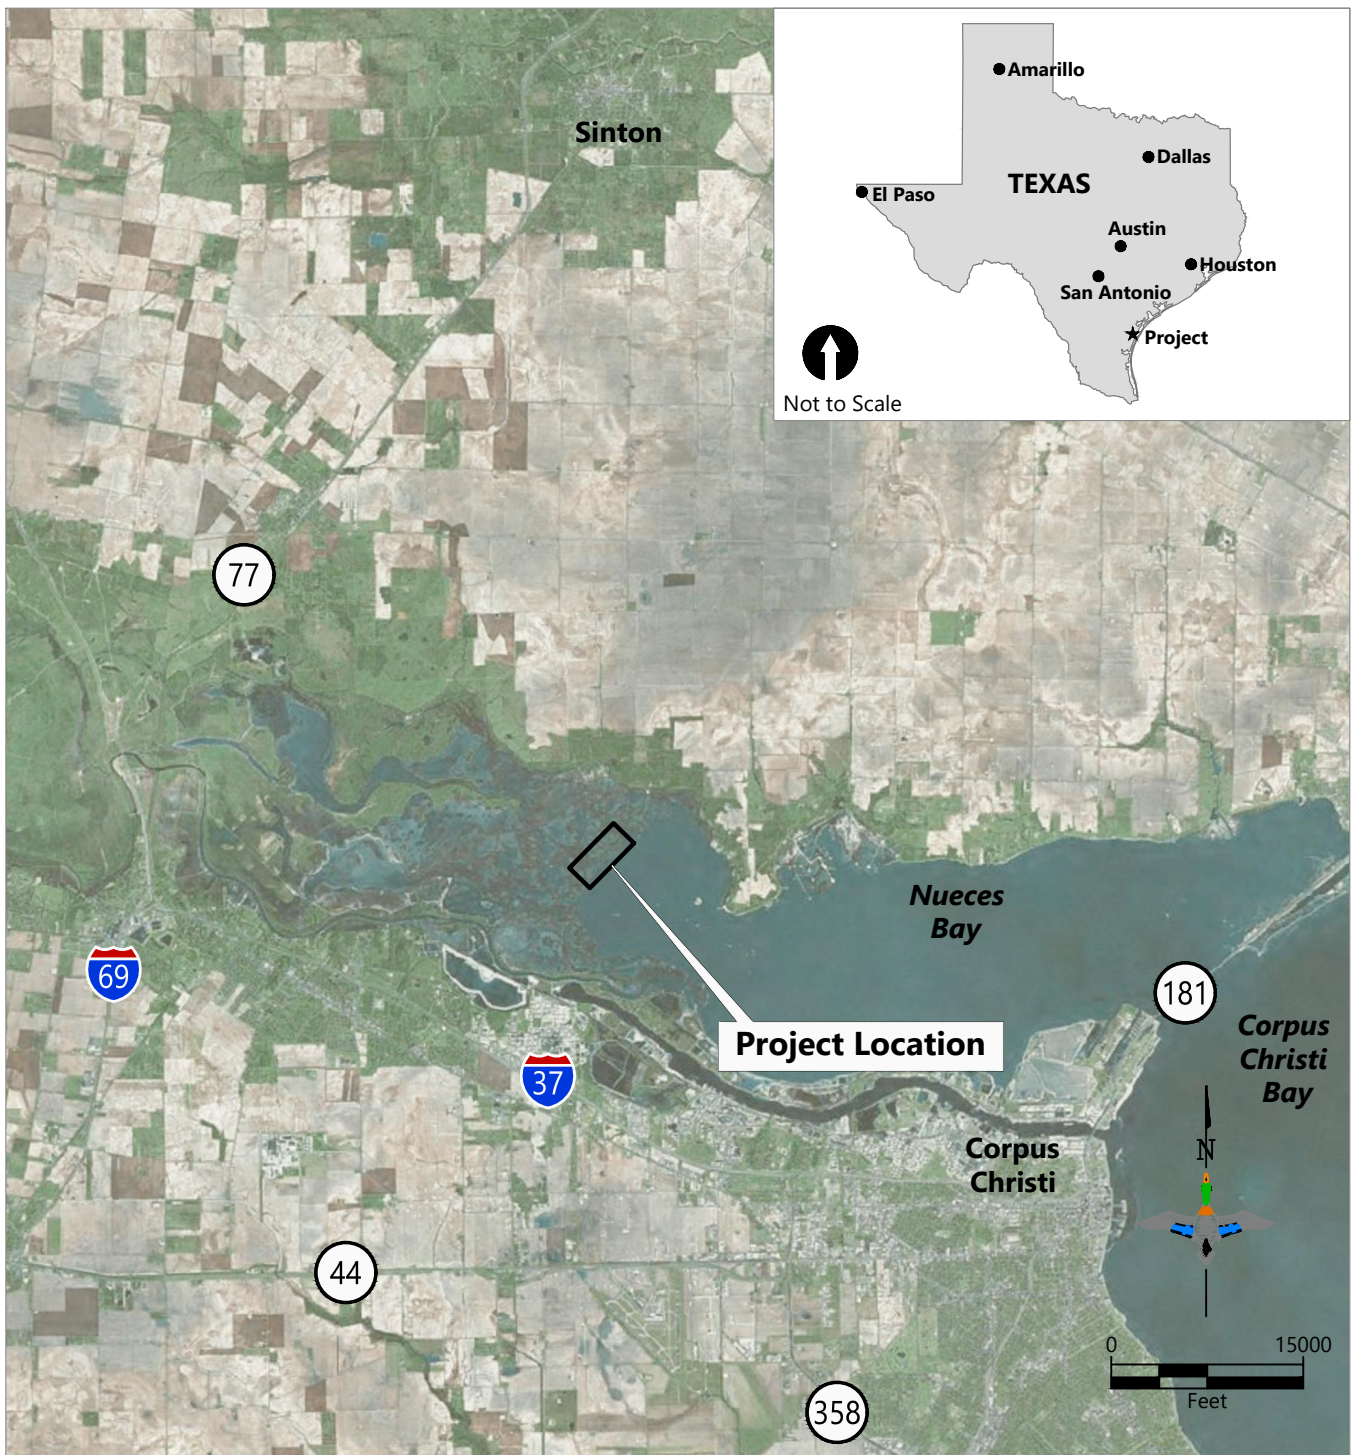 Sinton
Amarillo
Dallas
TEXAS
El Paso
Austin
Houston
San Antonio
Project
Not to Scale
77
Nueces
Bay
69
181
Corpus
Christi
Bay
Project Location
37
N
Corpus
Christi
44
0 15000
Feet
358